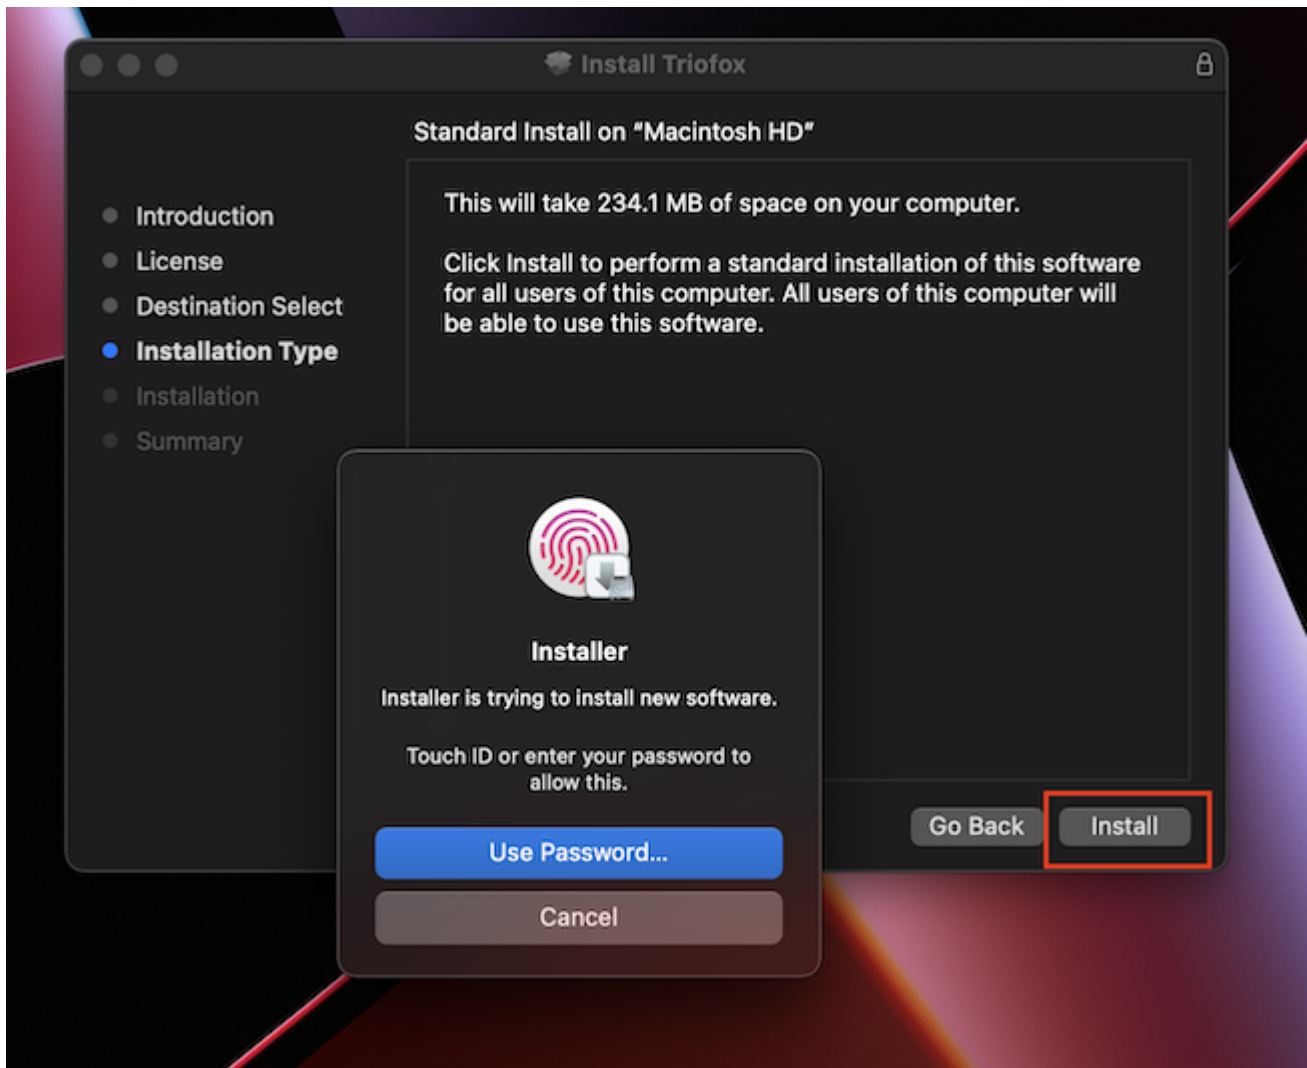 Install Triofox
Standard Install on “Macintosh HD”
Introduction
License
Destination Select
Installation Type
Installation
Summary
This will take 234.1 MB of space on your computer.
Click Install to perform a standard installation of this software
for all users of this computer. All users of this computer will
be able to use this software.
Installer
Installer is trying to install new software.
Touch ID or enter your password to
allow this.
Use Password...
Cancel
Go Back
Install